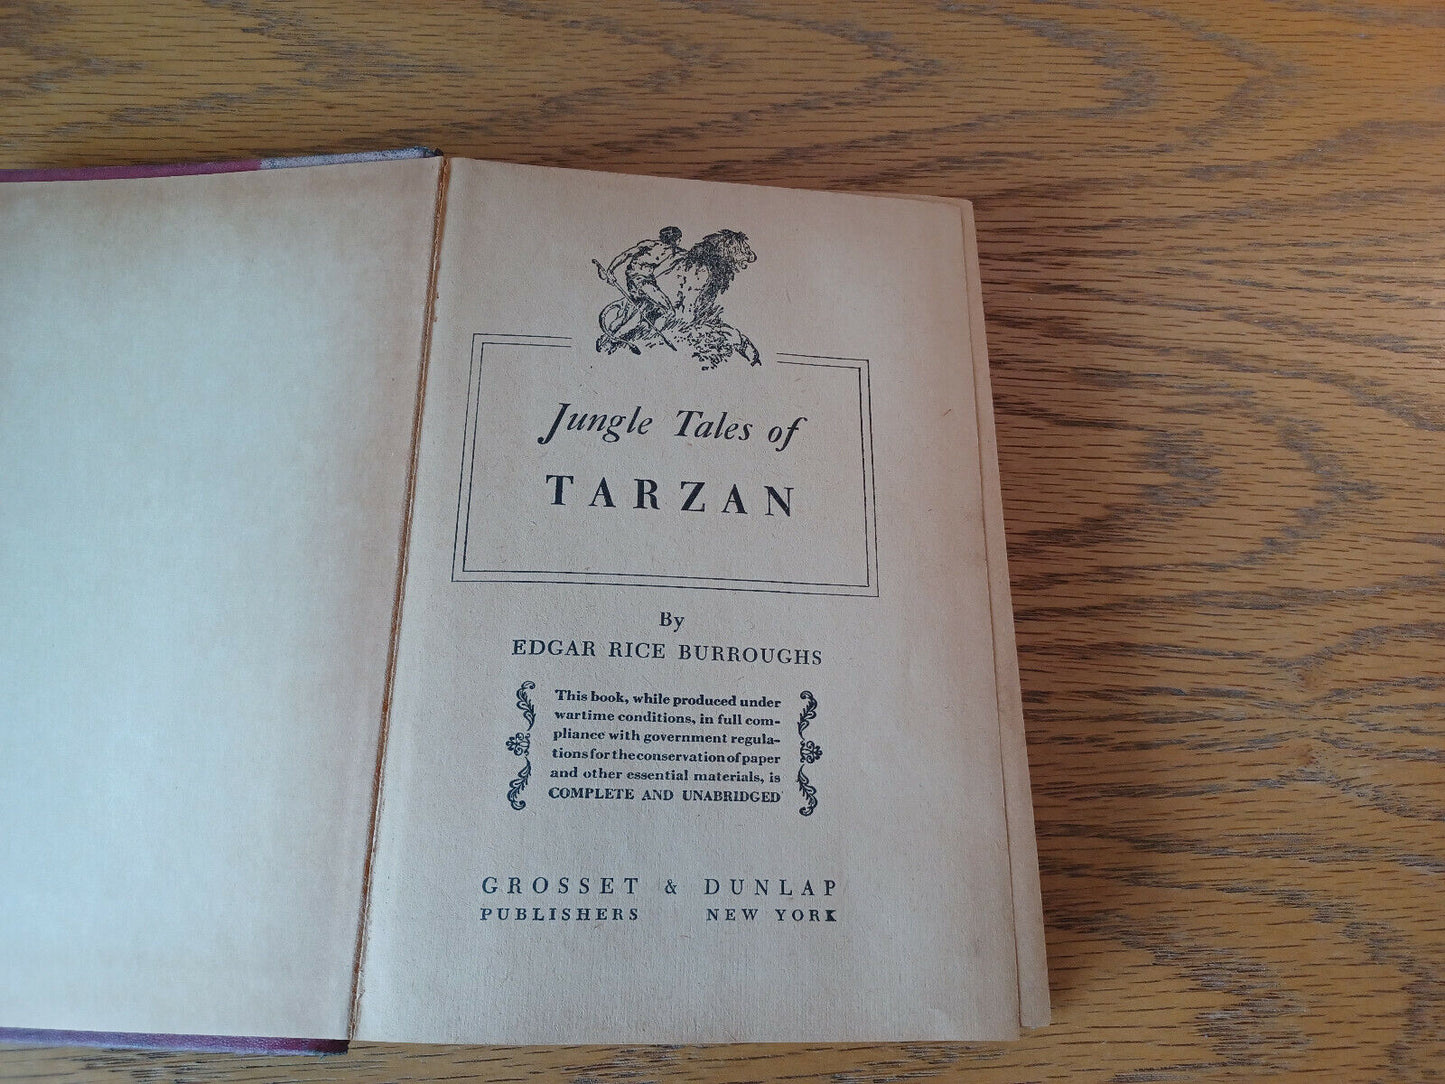 Jungle Tales of
TARZAN
By
EDGAR RICE BURROUGHS
This book, while produced under
wartime conditions, in full com-
pliance with government regula-
tions for the conservation of paper
and other essential materials, is
COMPLETE AND UNABRIDGED
GROSSET & DUNLAP
PUBLISHERS NEW YORK